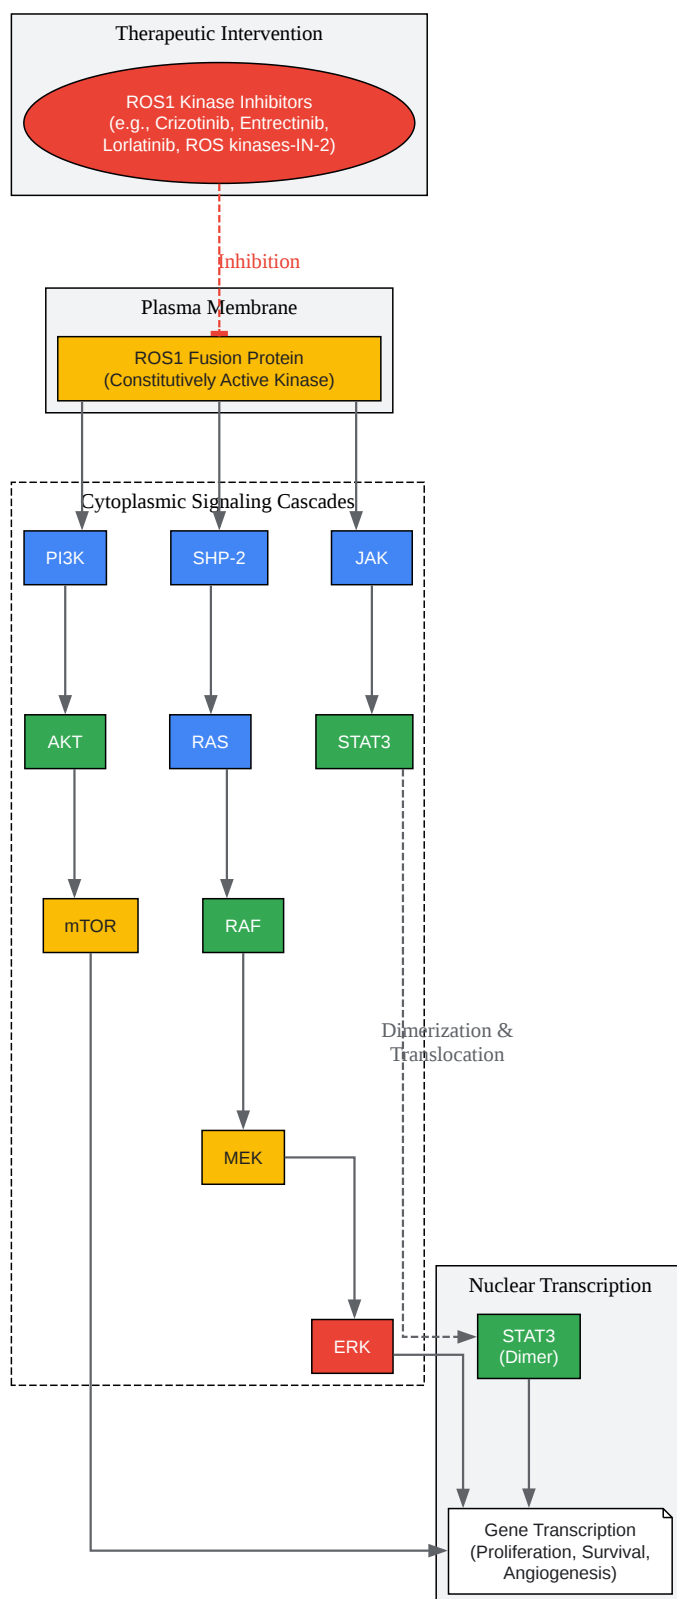 Therapeutic Intervention
ROS1 Kinase Inhibitors
(e.g., Crizotinib, Entrectinib,
Lorlatinib, ROS kinases-IN-2)
Inhibition
Plasma Membrane
ROS1 Fusion Protein
(Constitutively Active Kinase)
Cytoplasmic Signaling Cascades
PI3K
SHP-2
JAK
AKT
RAS
STAT3
mTOR
RAF
Dimerization &
Translocation
MEK
Nuclear Transcription
STAT3
(Dimer)
ERK
Gene Transcription
(Proliferation, Survival,
Angiogenesis)